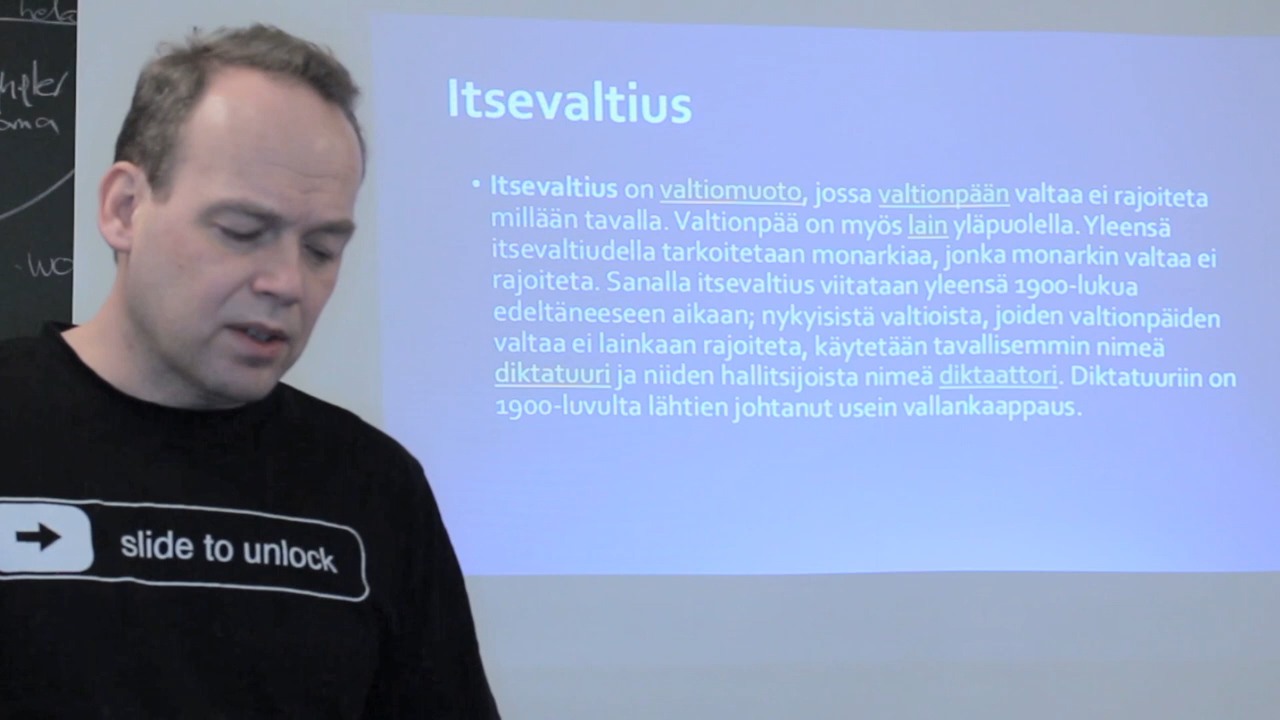 Itsevaltius
• Itsevaltius on valtiomuoto, jossa valtionpään valtaa ei rajoiteta
millään tavalla. Valtionpää on myös lain yläpuolella. Yleensä
itsevaltiudella tarkoitetaan monarkiaa, jonka monarkin valtaa ei
rajoiteta. Sanalla itsevaltius viitataan yleensä 1900-lukua
edeltäneeseen aikaan; nykyisistä valtioista, joiden valtionpäiden
valtaa ei lainkaan rajoiteta, käytetään tavallisemmin nimeä
diktatuuri ja niiden hallitsijoista nimeä diktaattori. Diktatuuriin on
1900-luvulta lähtien johtanut usein vallankaappaus.
slide to unlock